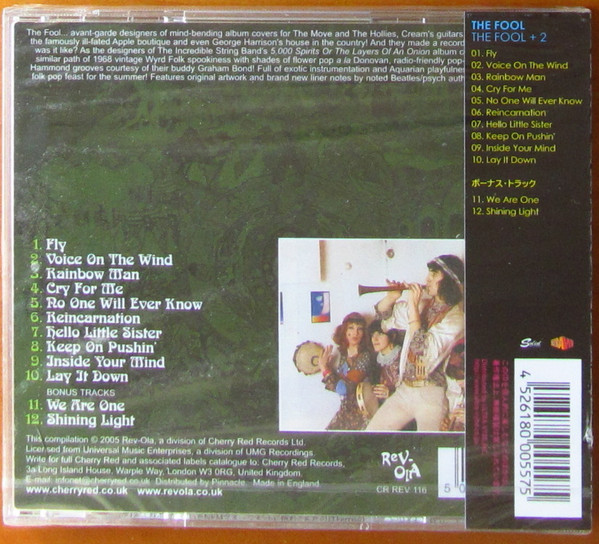 The Fool... avant-garde designers of mind-bending album covers for The Move and The Hollies, Cream's guitars,
the famously ill-fated Apple boutique and even George Harrison's house in the country! And they made a record
was it like? As the designers of The Incredible String Band's 5,000 Spirits Or The Layers Of An Onion album c
similar path of 1968 vintage Wyrd Folk spookiness with shades of flower pop a la Donovan, radio-friendly pop-
Hammond grooves courtesy of their buddy Graham Bond! Full of exotic instrumentation and Aquarian playfulne
folk pop feast for the summer! Features original artwork and brand new liner notes by noted Beatles/psych auth
1. Fly
2. Voice On The Wind
3. Rainbow Man
4. Cry For Me
5. No One Will Ever Know
6. Reincarnation
7. Hello Little Sister
8. Keep On Pushin'
9. Inside Your Mind
10. Lay It Down
BONUS TRACKS
11. We Are One
12. Shining Light
This compilation © 2005 Rev-Ola, a division of Cherry Red Records Ltd.
Licensed from Universal Music Enterprises, a division of UMG Recordings.
Write for full Cherry Red and associated labels catalogue to: Cherry Red Records,
3a Long Island House, Warple Way, London W3 0RG, United Kingdom.
E-mail: infonet@cherryred.co.uk Distributed by Pinnacle. Made in England.
www.cherryred.co.uk www.revola.co.uk
REV-
OLA
CR REV 116
5 0
THE FOOL
THE FOOL + 2
01. Fly
02. Voice On The Wind
03. Rainbow Man
04. Cry For Me
05. No One Will Ever Know
06. Reincarnation
07. Hello Little Sister
08. Keep On Pushin'
09. Inside Your Mind
10. Lay It Down
ボーナス・トラック
11. We Are One
12. Shining Light
Solid
4 526180 005575